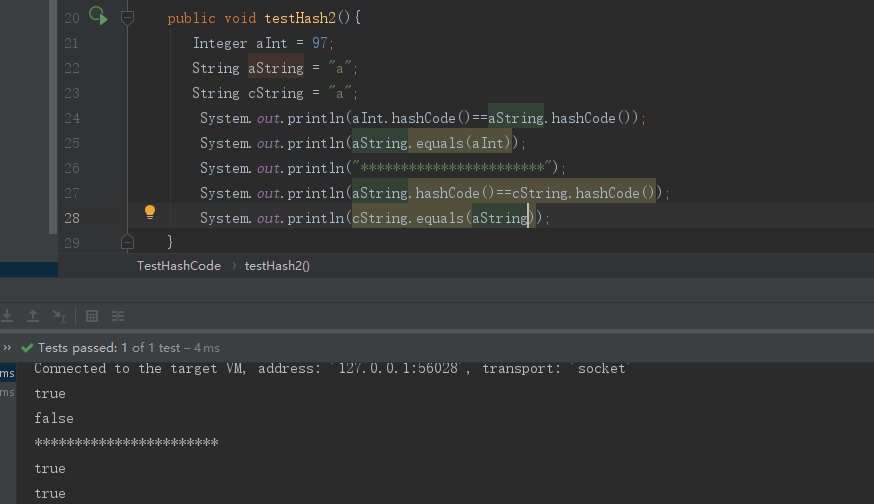 20 public void testHash2(){
21 Integer aInt = 97;
22 String aString = "a";
23 String cString = "a";
24 System.out.println(aInt.hashCode()==aString.hashCode());
25 System.out.println(aString.equals(aInt));
26 System.out.println("***********************");
27 System.out.println(aString.hashCode()==cString.hashCode());
28 System.out.println(cString.equals(aString));
29 }
TestHashCode › testHash2()
» Tests passed: 1 of 1 test – 4 ms
ms Connected to the target VM, address: '127.0.0.1:56028', transport: 'socket'
ms true
false
***********************
true
true